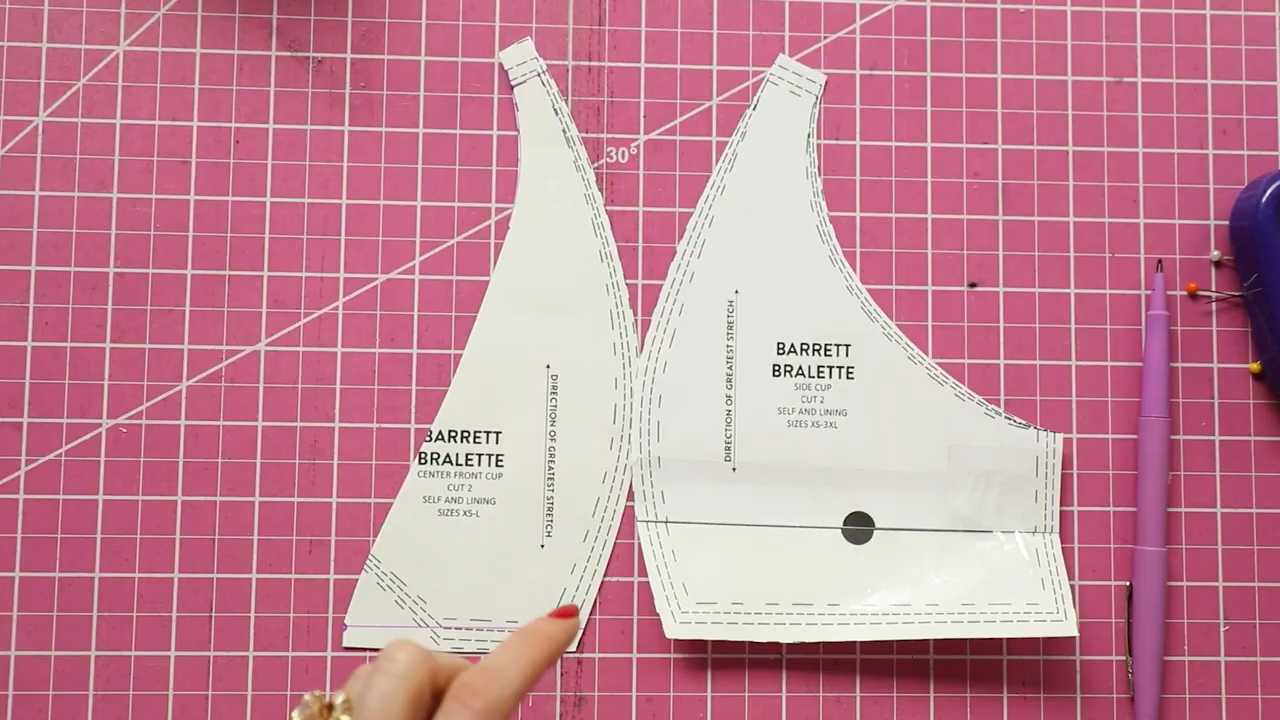 30°
BARRETT
BRALETTE
CENTER FRONT CUP
CUT 2
SELF AND LINING
SIZES XS-L
DIRECTION OF GREATEST STRETCH
DIRECTION OF GREATEST STRETCH
BARRETT
BRALETTE
SIDE CUP
CUT 2
SELF AND LINING
SIZES XS-3XL